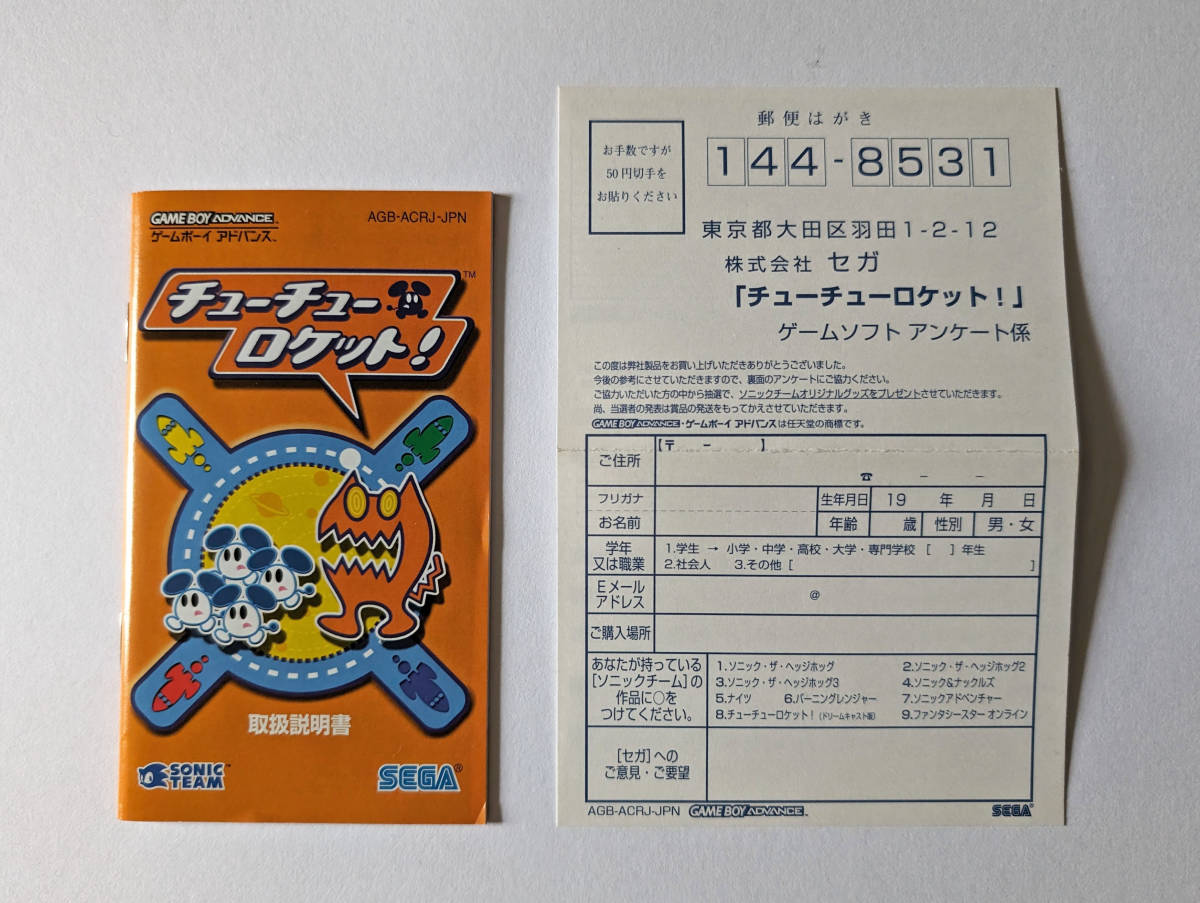 GAME BOY ADVANCE™
ゲームボーイ アドバンス™
AGB-ACRJ-JPN
チューチュー
ロケット!
TM
取扱説明書
SONIC TEAM™
SEGA®
郵便はがき
お手数ですが
50円切手を
お貼りください
144-8531
東京都大田区羽田1-2-12
株式会社 セガ
「チューチューロケット!」
ゲームソフト アンケート係
この度は弊社製品をお買い上げいただきありがとうございました。
今後の参考にさせていただきますので、裏面のアンケートにご協力ください。
ご協力いただいた方の中から抽選で、ソニックチームオリジナルグッズをプレゼントさせていただきます。
尚、当選者の発表は賞品の発送をもってかえさせていただきます。
GAME BOY ADVANCE・ゲームボーイ アドバンスは任天堂の商標です。
ご住所
【〒 − 】
☎ − −
フリガナ
生年月日 19 年 月 日
お名前
年齢 歳 性別 男・女
学年
又は職業
1.学生 → 小学・中学・高校・大学・専門学校 [ ] 年生
2.社会人 3.その他 [ ]
Eメール
アドレス
@
ご購入場所
あなたが持っている
[ソニックチーム]の
作品に○を
つけてください。
1.ソニック・ザ・ヘッジホッグ 2.ソニック・ザ・ヘッジホッグ2
3.ソニック・ザ・ヘッジホッグ3 4.ソニック&ナックルズ
5.ナイツ 6.バーニングレンジャー 7.ソニックアドベンチャー
8.チューチューロケット!(ドリームキャスト版) 9.ファンタシースター オンライン
[セガ]への
ご意見・ご要望
AGB-ACRJ-JPN GAME BOY ADVANCE™
SEGA®